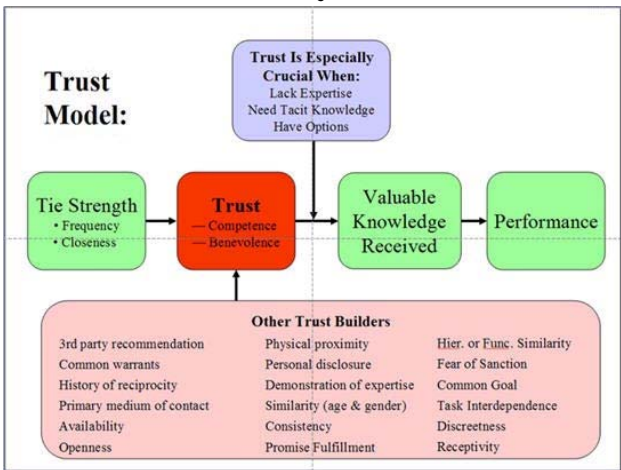 Trust Is Especially
Crucial When:
Lack Expertise
Need Tacit Knowledge
Have Options
Trust
Model:
Tie Strength
• Frequency
• Closeness
Trust
— Competence
— Benevolence
Valuable
Knowledge
Received
Performance
Other Trust Builders
3rd party recommendation
Common warrants
History of reciprocity
Primary medium of contact
Availability
Openness
Physical proximity
Personal disclosure
Demonstration of expertise
Similarity (age & gender)
Consistency
Promise Fulfillment
Hier. or Func. Similarity
Fear of Sanction
Common Goal
Task Interdependence
Discreetness
Receptivity